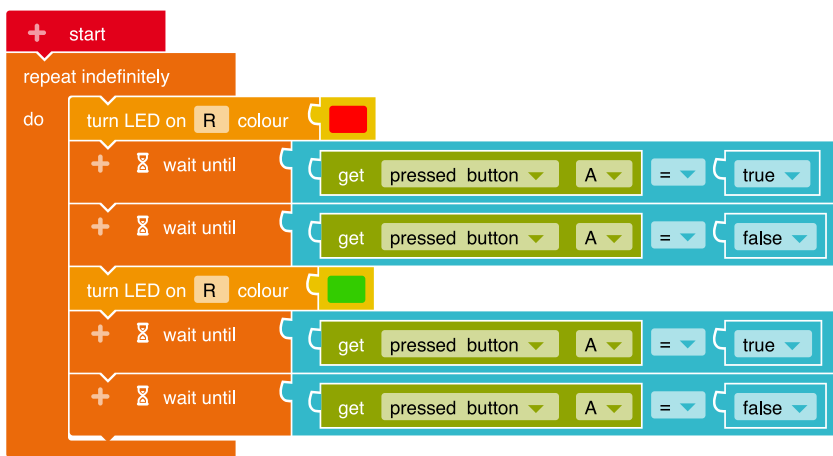 + start
repeat indefinitely
do turn LED on R colour
+ wait until get pressed button A = true
+ wait until get pressed button A = false
turn LED on R colour
+ wait until get pressed button A = true
+ wait until get pressed button A = false